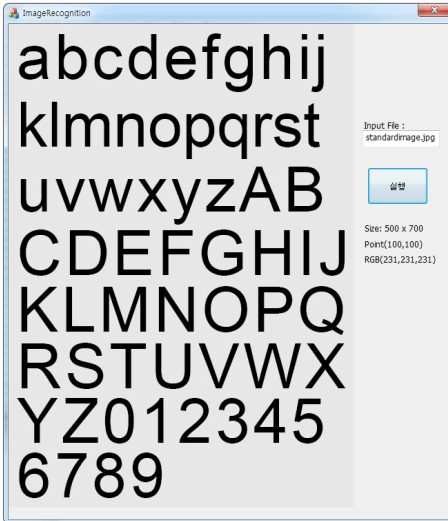 ImageRecognition
abcdefghij
klmnopqrst
uvwxyzAB
CDEFGHIJ
KLMNOPQ
RSTUVWX
YZ012345
6789
Input File :
standardimage.jpg
실행
Size: 500 x 700
Point(100,100)
RGB(231,231,231)